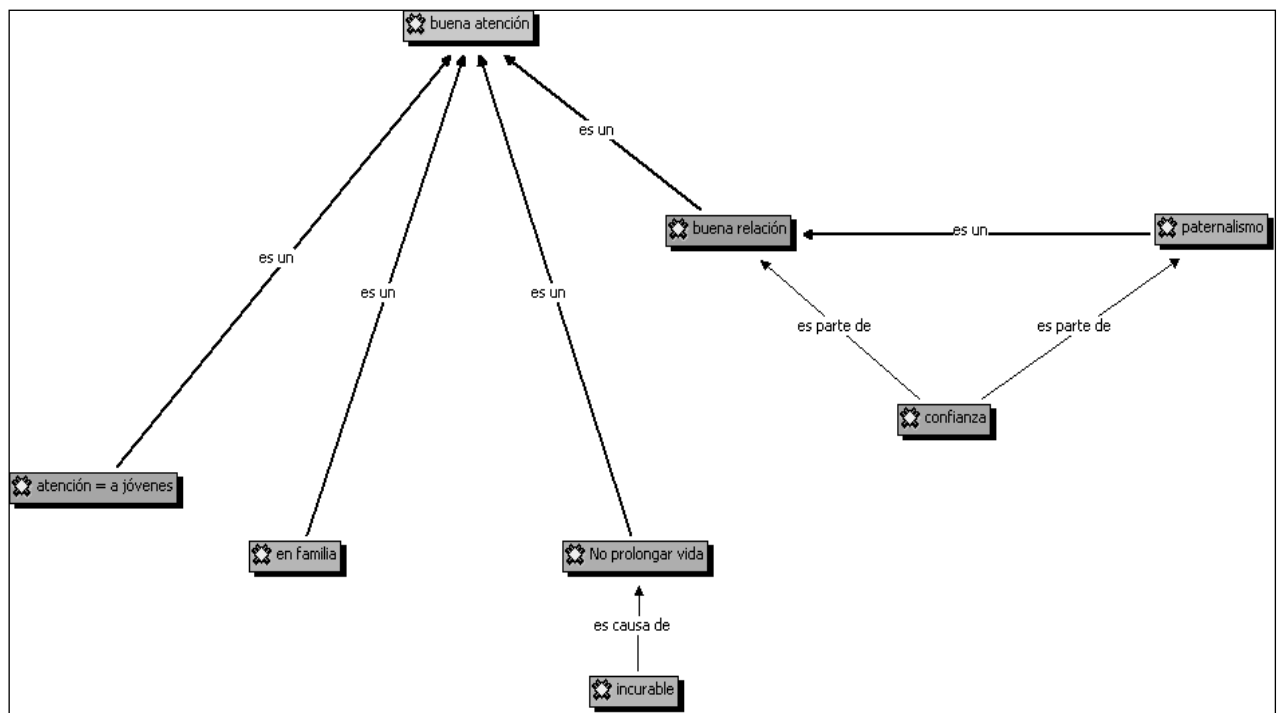 buena atención
es un
buena relación
es un
paternalismo
es un
es un
es un
es parte de
es parte de
confianza
atención = a jóvenes
en familia
No prolongar vida
es causa de
incurable